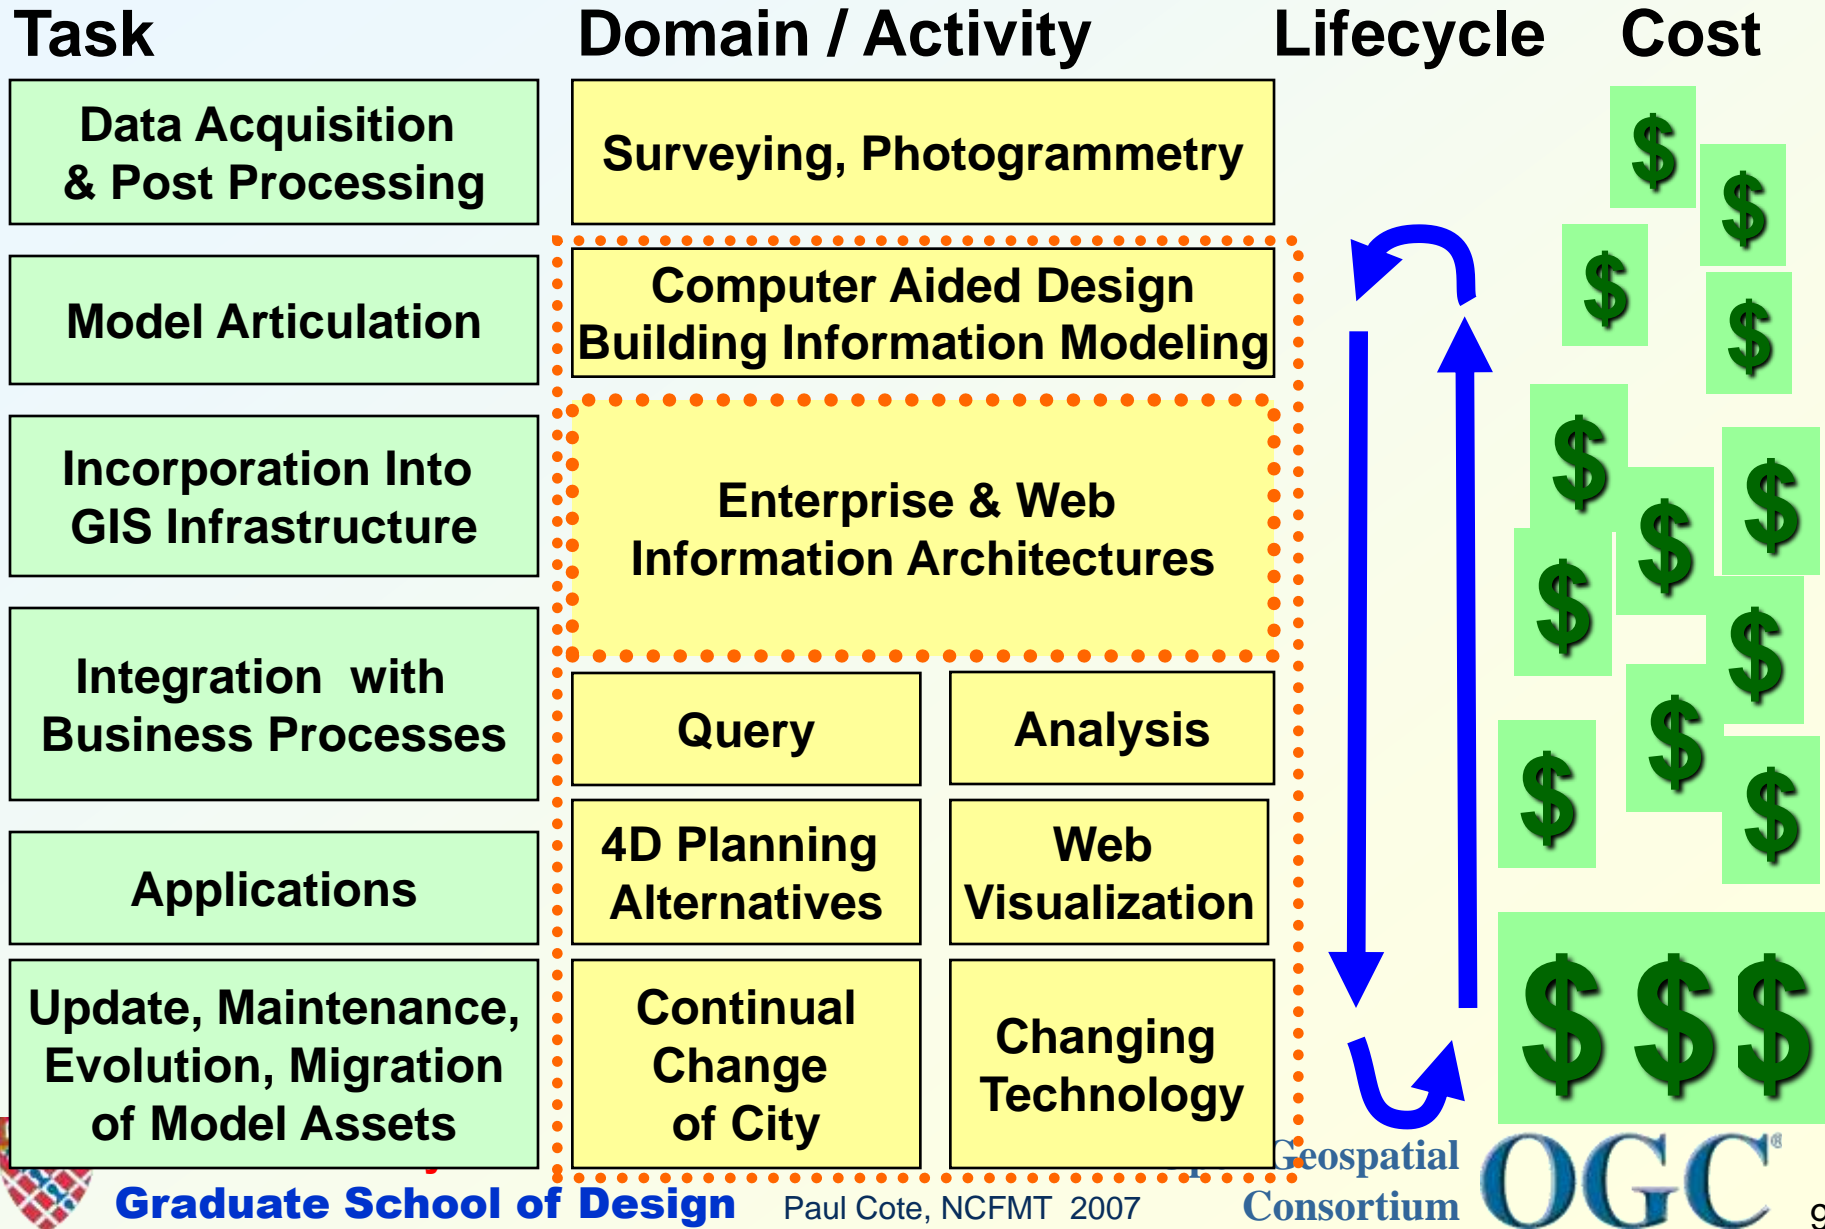 Task
Domain / Activity
Lifecycle
Cost
Data Acquisition
& Post Processing
Surveying, Photogrammetry
Model Articulation
Computer Aided Design
Building Information Modeling
Incorporation Into
GIS Infrastructure
Enterprise & Web
Information Architectures
Integration with
Business Processes
Query
Analysis
Applications
4D Planning
Alternatives
Web
Visualization
Update, Maintenance,
Evolution, Migration
of Model Assets
Continual
Change
of City
Changing
Technology
$
$
$
$
$
$
$
$
$
$
$
$
$ $ $
Graduate School of Design
Paul Cote, NCFMT 2007
Geospatial
Consortium
OGC®
9